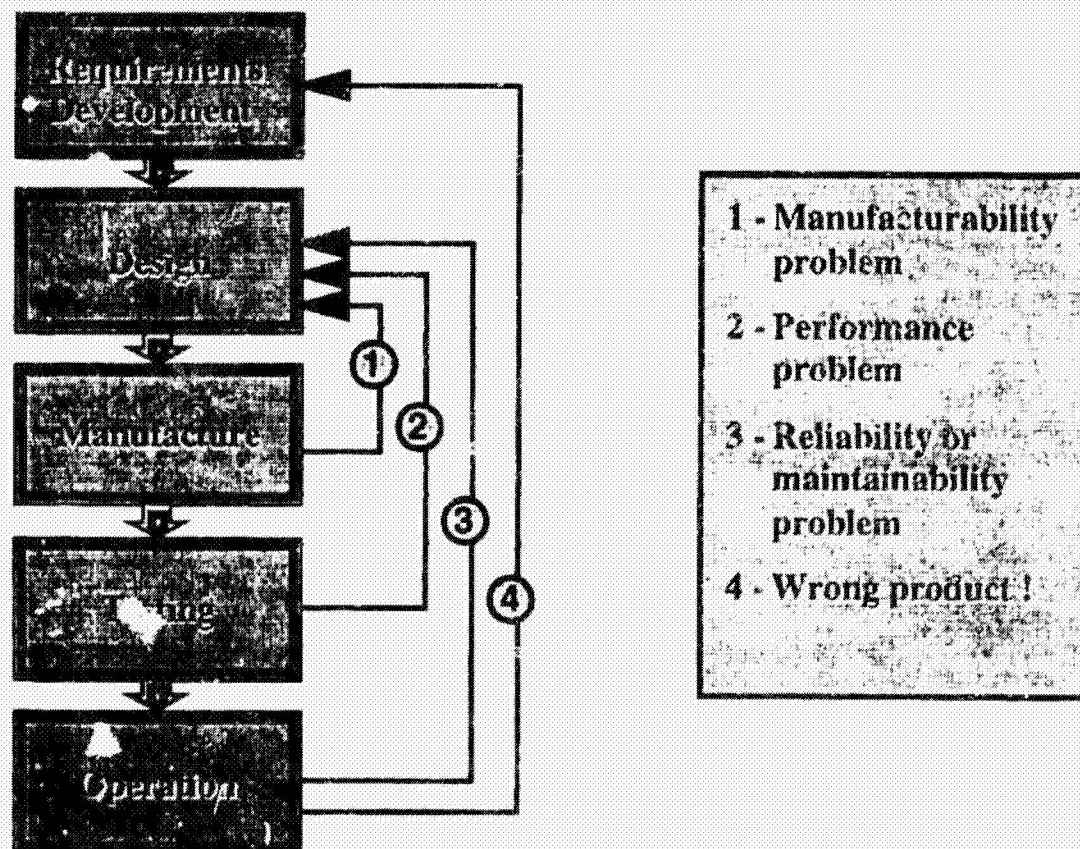 Requirements
Development
Design
Manufacture
Operation
1
2
3
4
1 - Manufacturability
problem
2 - Performance
problem
3 - Reliability or
maintainability
problem
4 - Wrong product !